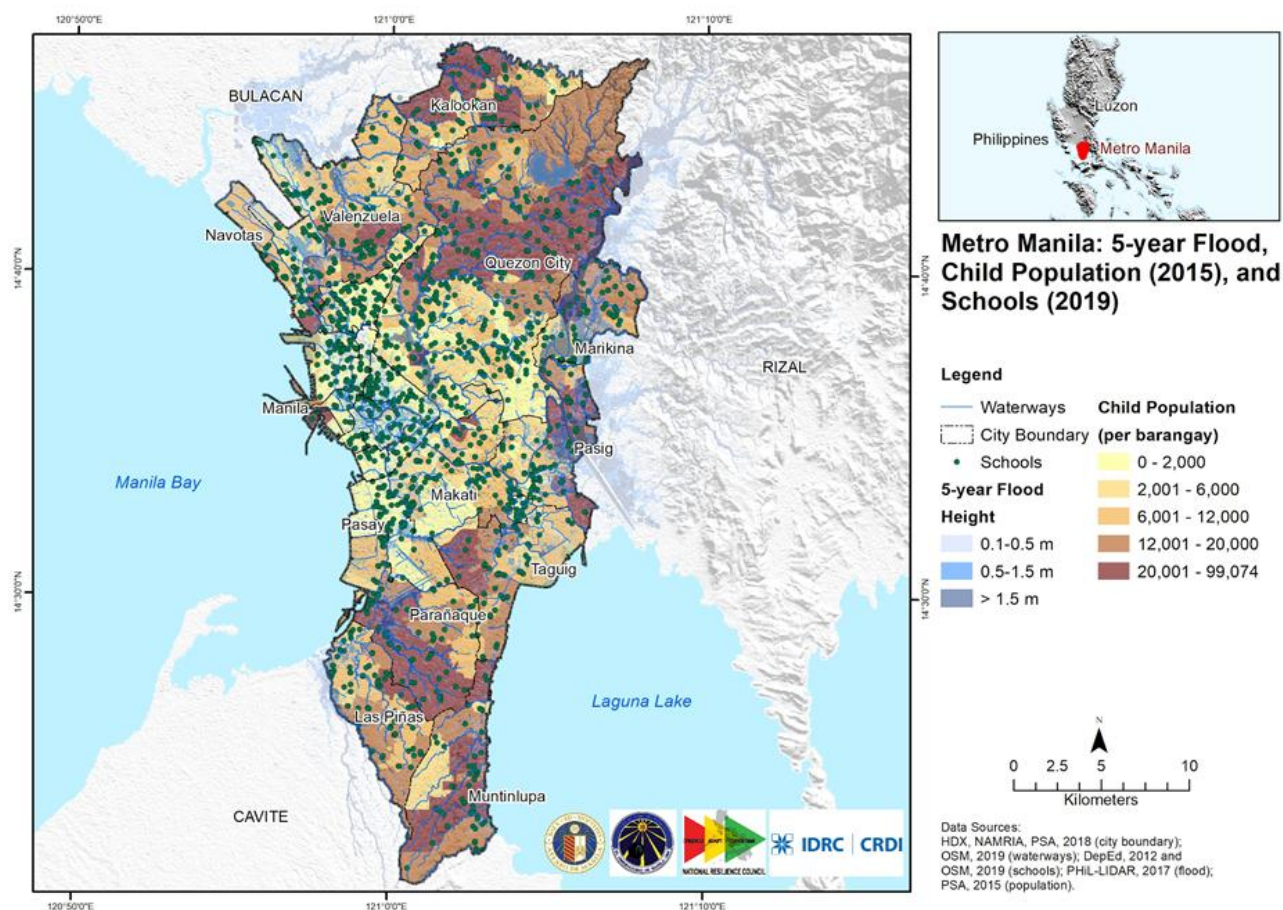 120°50'0"E
121°0'0"E
121°10'0"E
BULACAN
Kalookan
Valenzuela
Navotas
Quezon City
14°40'0"N
14°40'0"N
Marikina
RIZAL
Manila
Pasig
Manila Bay
Makati
Pasay
Taguig
14°30'0"N
14°30'0"N
Parañaque
Laguna Lake
Las Piñas
Muntinlupa
CAVITE
NATIONAL RESILIENCE COUNCIL
IDRC | CRDI
120°50'0"E
121°0'0"E
121°10'0"E
Luzon
Philippines
Metro Manila
Metro Manila: 5-year Flood,
Child Population (2015), and
Schools (2019)
Legend
Waterways
City Boundary
Schools
5-year Flood
Height
0.1-0.5 m
0.5-1.5 m
> 1.5 m
Child Population
(per barangay)
0 - 2,000
2,001 - 6,000
6,001 - 12,000
12,001 - 20,000
20,001 - 99,074
N
0 2.5 5 10
Kilometers
Data Sources:
HDX, NAMRIA, PSA, 2018 (city boundary);
OSM, 2019 (waterways); DepEd, 2012 and
OSM, 2019 (schools); PHiL-LIDAR, 2017 (flood);
PSA, 2015 (population).